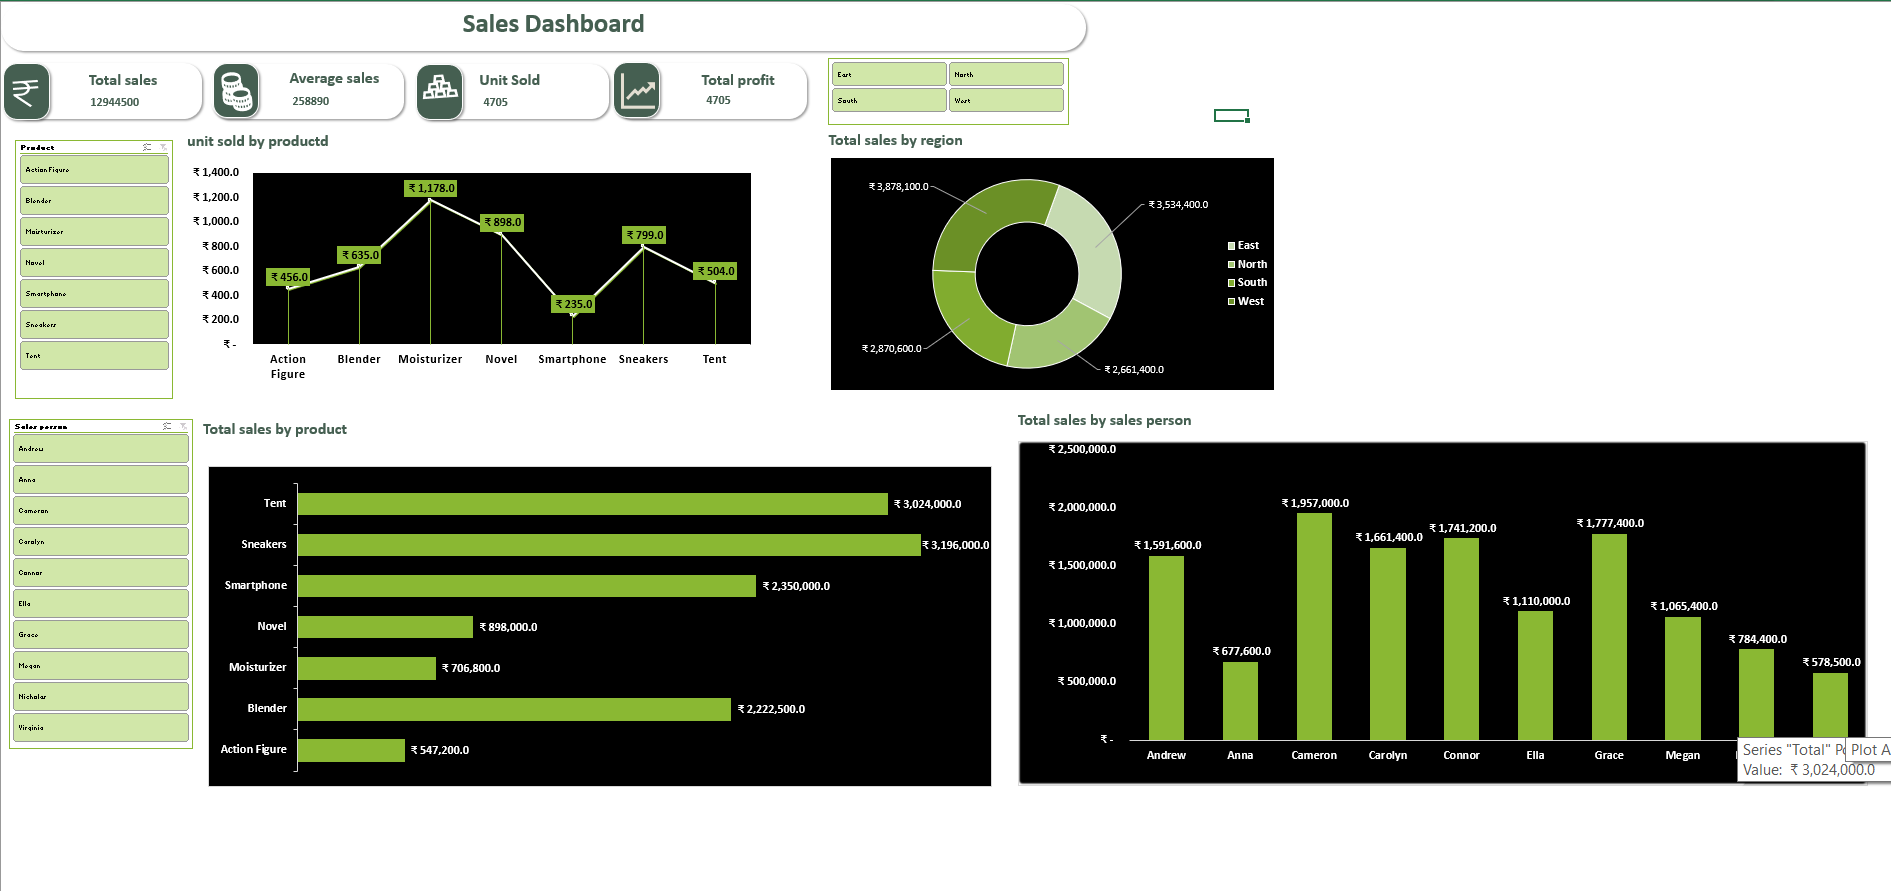 Sales Dashboard
Total sales
12944500
Average sales
258890
Unit Sold
4705
Total profit
4705
East
North
South
West
Product
Action Figure
Blender
Moisturizer
Novel
Smartphone
Sneakers
Tent
unit sold by productd
₹ 1,400.0
₹ 1,200.0
₹ 1,000.0
₹ 800.0
₹ 600.0
₹ 400.0
₹ 200.0
₹ -
₹ 456.0
₹ 635.0
₹ 1,178.0
₹ 898.0
₹ 235.0
₹ 799.0
₹ 504.0
Action
Figure
Blender
Moisturizer
Novel
Smartphone
Sneakers
Tent
Total sales by region
₹ 3,878,100.0
₹ 3,534,400.0
₹ 2,870,600.0
₹ 2,661,400.0
East
North
South
West
Sales person
Andrew
Anna
Cameron
Carolyn
Connor
Ella
Grace
Megan
Nicholas
Virginia
Total sales by product
Tent
₹ 3,024,000.0
Sneakers
₹ 3,196,000.0
Smartphone
₹ 2,350,000.0
Novel
₹ 898,000.0
Moisturizer
₹ 706,800.0
Blender
₹ 2,222,500.0
Action Figure
₹ 547,200.0
Total sales by sales person
₹ 2,500,000.0
₹ 2,000,000.0
₹ 1,500,000.0
₹ 1,000,000.0
₹ 500,000.0
₹ -
₹ 1,591,600.0
₹ 677,600.0
₹ 1,957,000.0
₹ 1,661,400.0
₹ 1,741,200.0
₹ 1,110,000.0
₹ 1,777,400.0
₹ 1,065,400.0
₹ 784,400.0
₹ 578,500.0
Andrew
Anna
Cameron
Carolyn
Connor
Ella
Grace
Megan
Series "Total" Po
Value: ₹ 3,024,000.0
Plot A